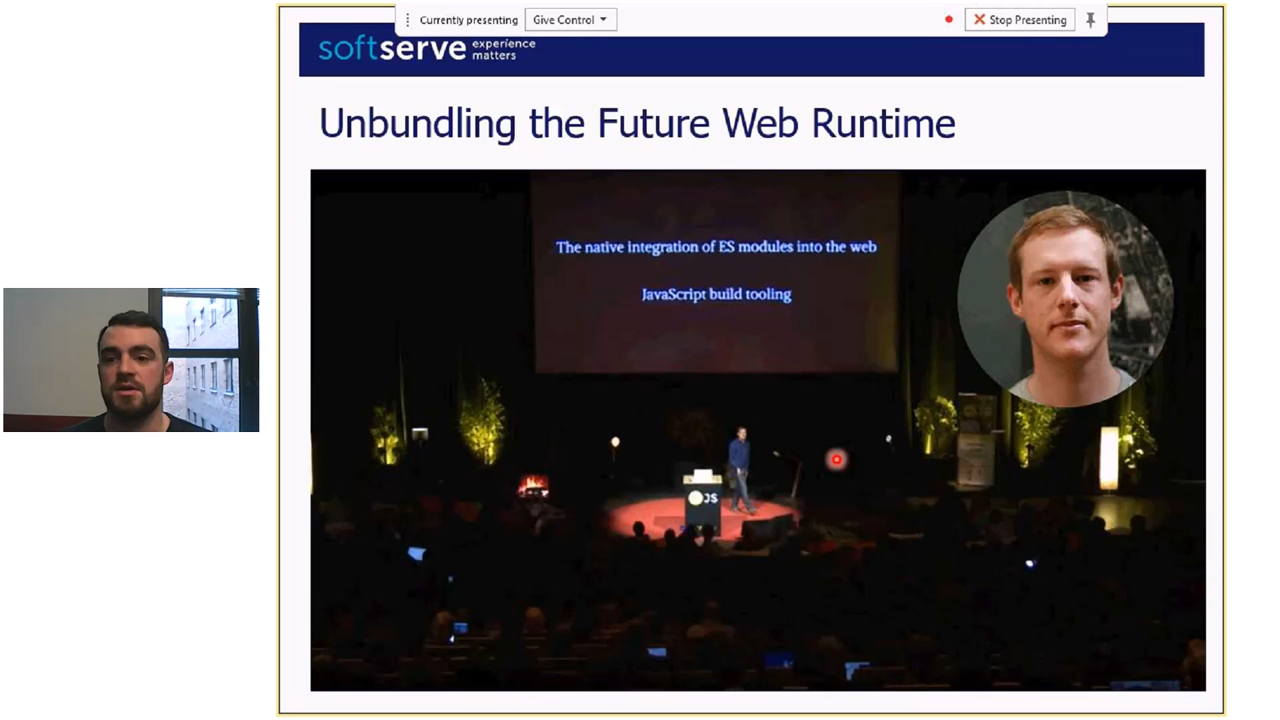 Currently presenting
Give Control
Stop Presenting
softserve
experience
matters
Unbundling the Future Web Runtime
The native integration of ES modules into the web
JavaScript build tooling
JS